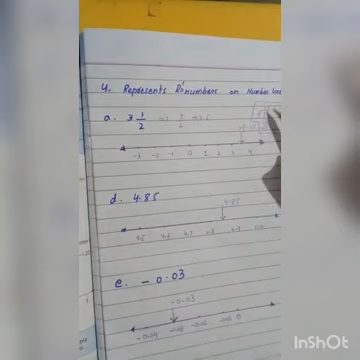 4. Represents R' numbers on Number line
a. 3 1/2
-3 -2 -1 0 1 2 3 4
d. 4.85
4.85
4.5 4.6 4.7 4.8 4.9
e. -0.03
-0.03
-0.04 -0.03 -0.02 -0.01 0
InShOt